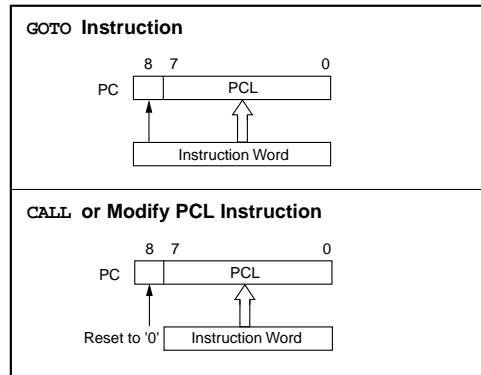 GOTO Instruction
8 7 0
PC PCL
Instruction Word
CALL or Modify PCL Instruction
8 7 0
PC PCL
Reset to '0' Instruction Word